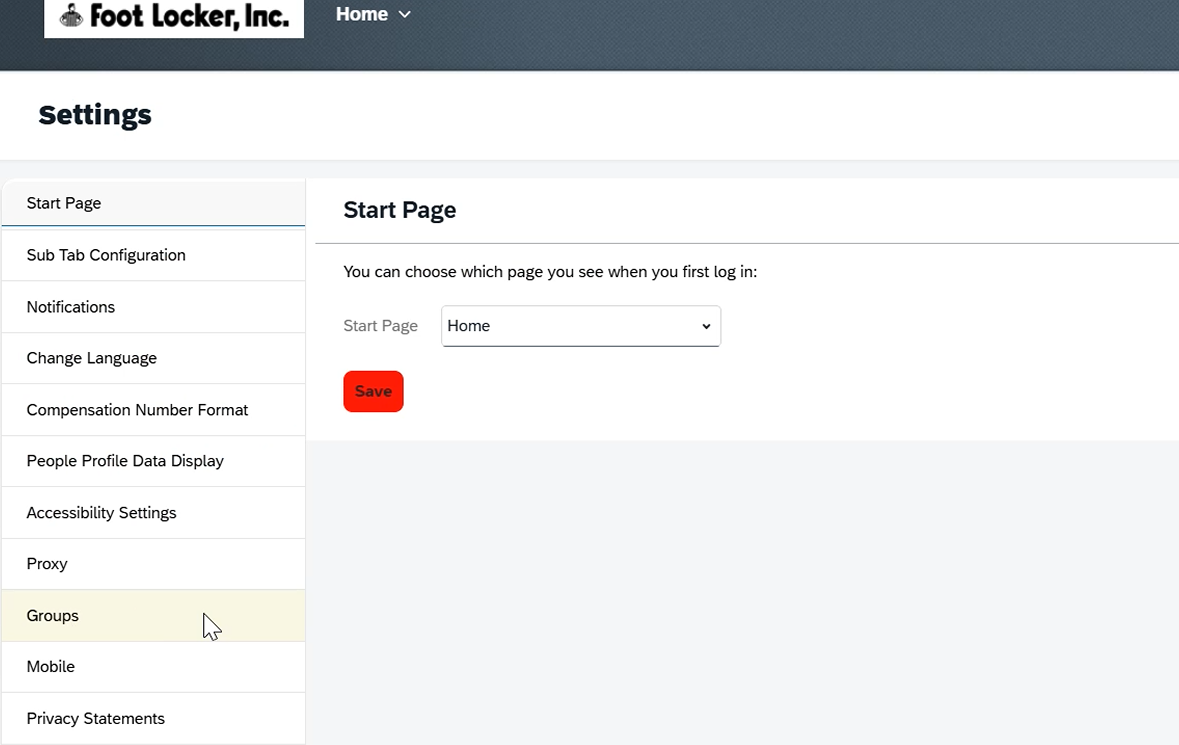 Foot Locker, Inc.
Home
Settings
Start Page
Sub Tab Configuration
Notifications
Change Language
Compensation Number Format
People Profile Data Display
Accessibility Settings
Proxy
Groups
Mobile
Privacy Statements
Start Page
You can choose which page you see when you first log in:
Start Page Home
Save